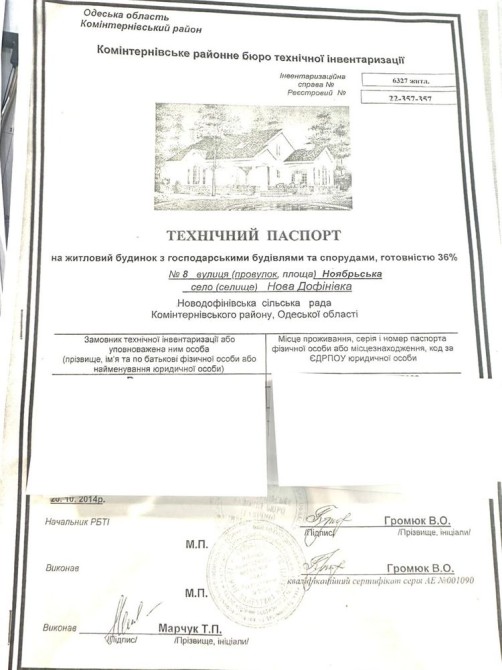 Одеська область
Комінтернівський район
Комінтернівське районне бюро технічної інвентаризації
Інвентаризаційна
справа №
6327 житл.
Реєстровий №
22-357-357
ТЕХНІЧНИЙ ПАСПОРТ
на житловий будинок з господарськими будівлями та спорудами, готовністю 36%
№ 8 вулиця (провулок, площа) Ноябрьська
село (селище) Нова Дофінівка
Новодофінівська сільська рада
Комінтернівського району, Одеської області
Замовник технічної інвентаризації або
уповноважена ним особа
(прізвище, ім'я та по батькові фізичної особи або
найменування юридичної особи)
Місце проживання, серія і номер паспорта
фізичної особи або місцезнаходження, код за
ЄДРПОУ юридичної особи
20. 10. 2014р.
Начальник РБТІ
Громюк В.О.
/Підпис/
/Прізвище, ініціали/
М.П.
Виконав
Громюк В.О.
кваліфікаційний сертифікат серія АЕ №001090
М.П.
Виконав
Марчук Т.П.
/Підпис/
/Прізвище, ініціали/